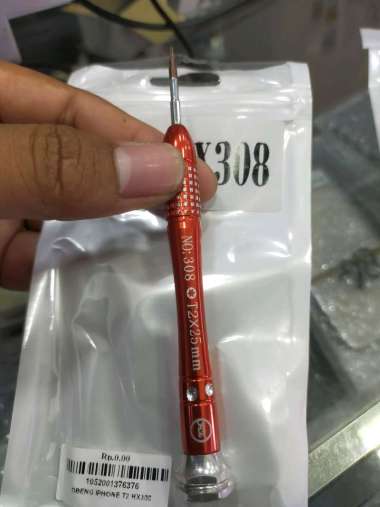 X308
NO:308 ✪ T2X25mm
Rp.0.00
1052001376376
OBENG IPHONE T2 HX308